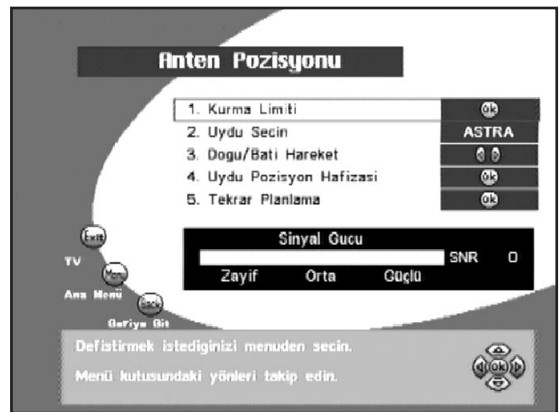 Anten Pozisyonu
1. Kurma Limiti Ok
2. Uydu Secin ASTRA
3. Dogu/Bati Hareket
4. Uydu Pozisyon Hafizasi Ok
5. Tekrar Planlama Ok
Sinyal Gucu
SNR 0
Zayif Orta Güçlü
Exit
TV
Menu
Ana Menü
Back
Geriye Git
Defistirmek istediginizi menuden secin.
Menü kutusundaki yönleri takip edin.
Ok